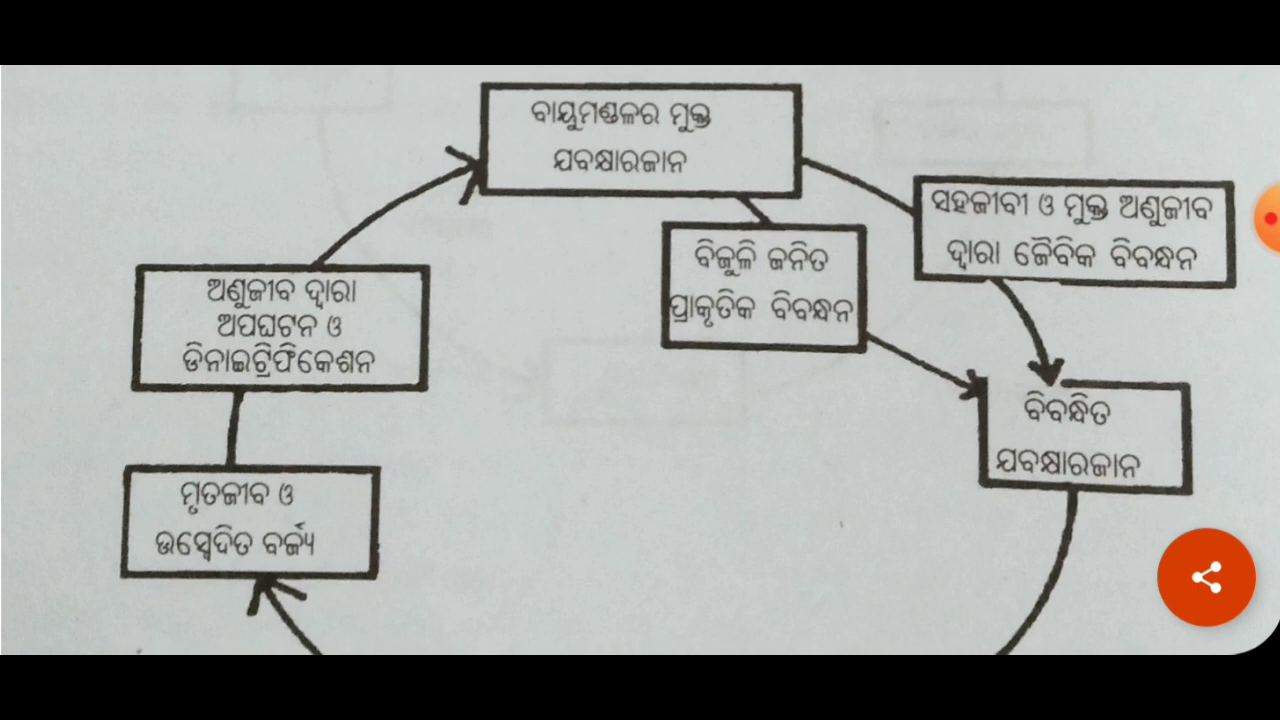 ବାୟୁମଣ୍ଡଳର ମୁକ୍ତ
ଯବକ୍ଷାରଜାନ
ସହଜୀବୀ ଓ ମୁକ୍ତ ଅଣୁଜୀବ
ଦ୍ୱାରା ଜୈବିକ ବିବନ୍ଧନ
ବିଜୁଳି ଜନିତ
ପ୍ରାକୃତିକ ବିବନ୍ଧନ
ଅଣୁଜୀବ ଦ୍ୱାରା
ଅପଘଟନ ଓ
ଡିନାଇଟ୍ରିଫିକେଶନ
ବିବନ୍ଧିତ
ଯବକ୍ଷାରଜାନ
ମୃତଜୀବ ଓ
ଉତ୍ସ୍ବେଦିତ ବର୍ଜ୍ୟ